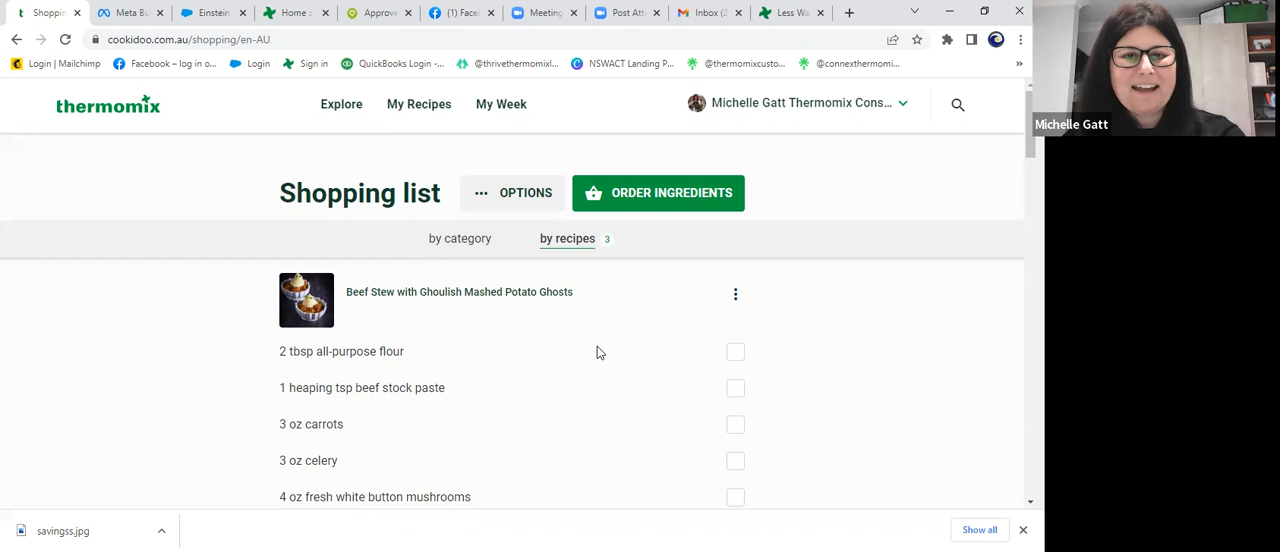 Shoppin
Meta Bu
Einstein
Home
Approve
(1) Face
Meeting
Post Att
Inbox (2
Less Wa
cookidoo.com.au/shopping/en-AU
Login | Mailchimp
Facebook – log in o...
Login
Sign in
QuickBooks Login -...
@thrivethermomixl...
NSWACT Landing P...
@thermomixcusto...
@connexthermomi...
»
thermomix
Explore
My Recipes
My Week
Michelle Gatt Thermomix Cons...
Michelle Gatt
Shopping list
... OPTIONS
ORDER INGREDIENTS
by category
by recipes 3
Beef Stew with Ghoulish Mashed Potato Ghosts
2 tbsp all-purpose flour
1 heaping tsp beef stock paste
3 oz carrots
3 oz celery
4 oz fresh white button mushrooms
savingss.jpg
Show all